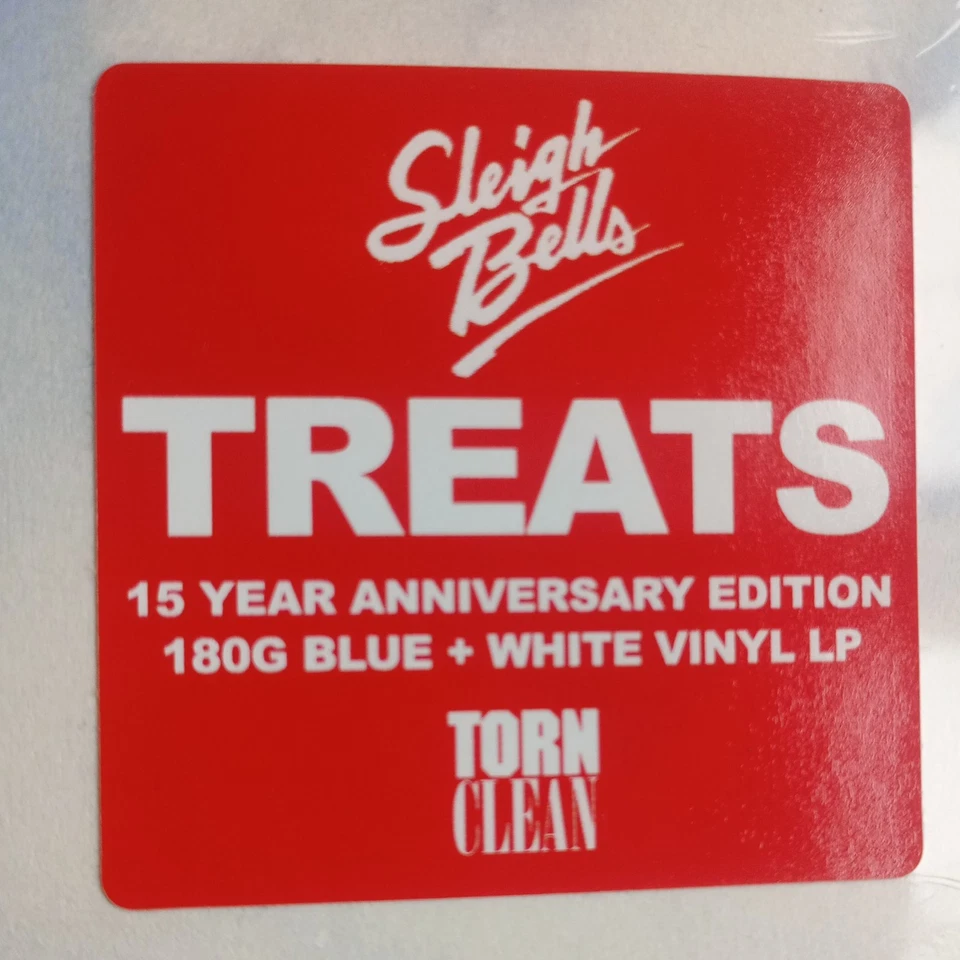 Sleigh
Bells
TREATS
15 YEAR ANNIVERSARY EDITION
180G BLUE + WHITE VINYL LP
TORN
CLEAN